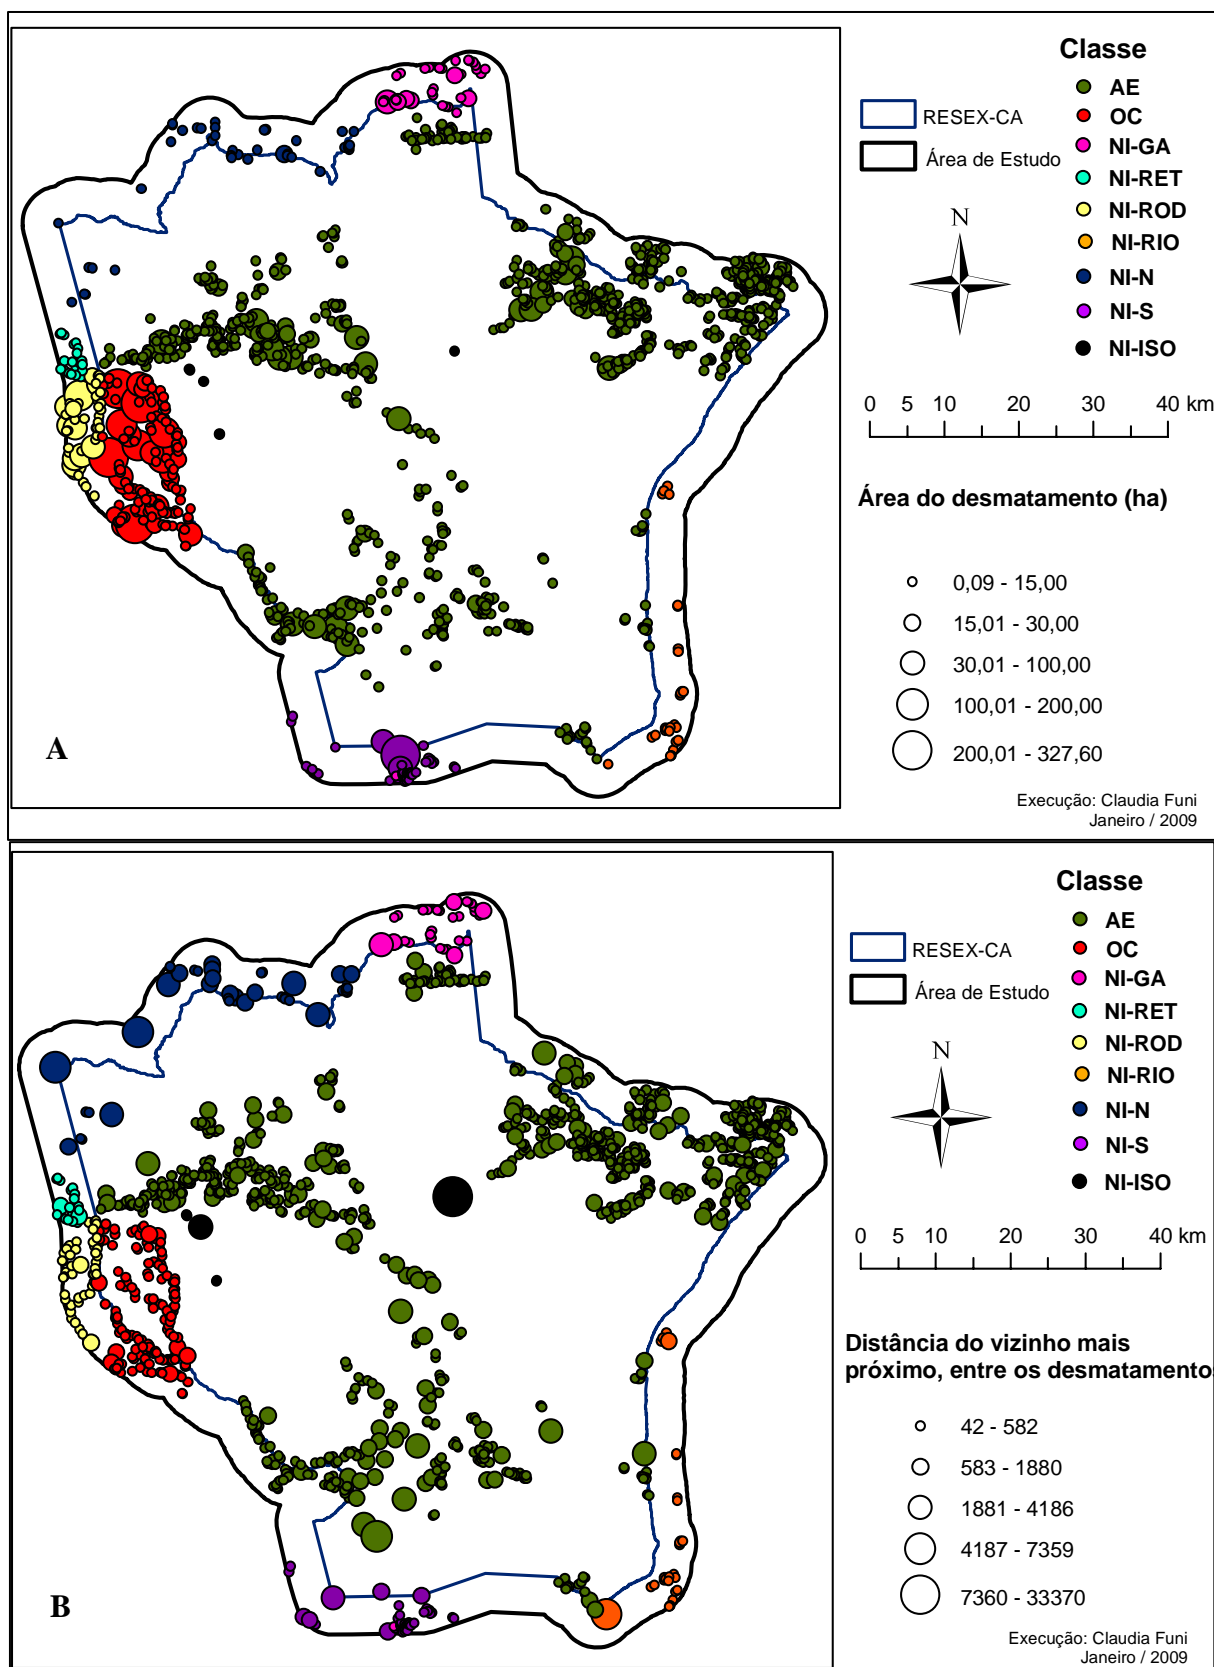 Classe
AE
OC
NI-GA
NI-RET
NI-ROD
NI-RIO
NI-N
NI-S
NI-ISO
RESEX-CA
Área de Estudo
N
0 5 10 20 30 40 km
Área do desmatamento (ha)
0,09 - 15,00
15,01 - 30,00
30,01 - 100,00
100,01 - 200,00
200,01 - 327,60
A
Execução: Claudia Funi
Janeiro / 2009
Classe
AE
OC
NI-GA
NI-RET
NI-ROD
NI-RIO
NI-N
NI-S
NI-ISO
RESEX-CA
Área de Estudo
N
0 5 10 20 30 40 km
Distância do vizinho mais
próximo, entre os desmatamentos
42 - 582
583 - 1880
1881 - 4186
4187 - 7359
7360 - 33370
B
Execução: Claudia Funi
Janeiro / 2009